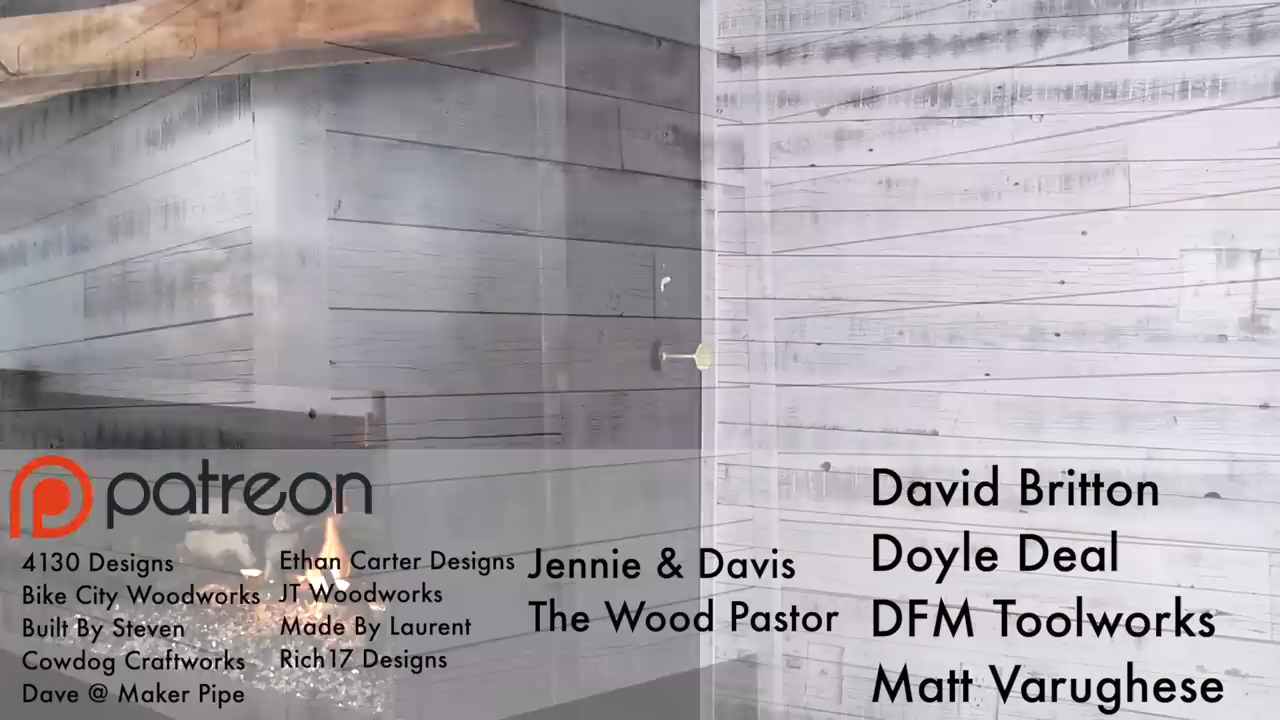 patreon
4130 Designs
Bike City Woodworks
Built By Steven
Cowdog Craftworks
Dave @ Maker Pipe
Ethan Carter Designs
JT Woodworks
Made By Laurent
Rich17 Designs
Jennie & Davis
The Wood Pastor
David Britton
Doyle Deal
DFM Toolworks
Matt Varughese